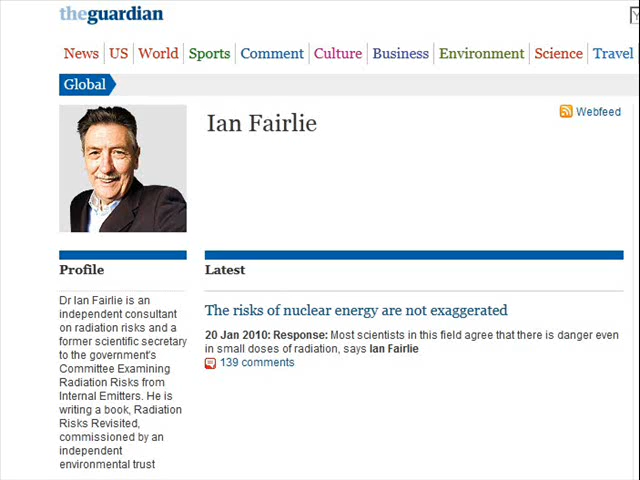 theguardian
News US World Sports Comment Culture Business Environment Science Travel
Global
Ian Fairlie
Webfeed
Profile
Dr Ian Fairlie is an
independent consultant
on radiation risks and a
former scientific secretary
to the government's
Committee Examining
Radiation Risks from
Internal Emitters. He is
writing a book, Radiation
Risks Revisited,
commissioned by an
independent
environmental trust
Latest
The risks of nuclear energy are not exaggerated
20 Jan 2010: Response: Most scientists in this field agree that there is danger even
in small doses of radiation, says Ian Fairlie
139 comments